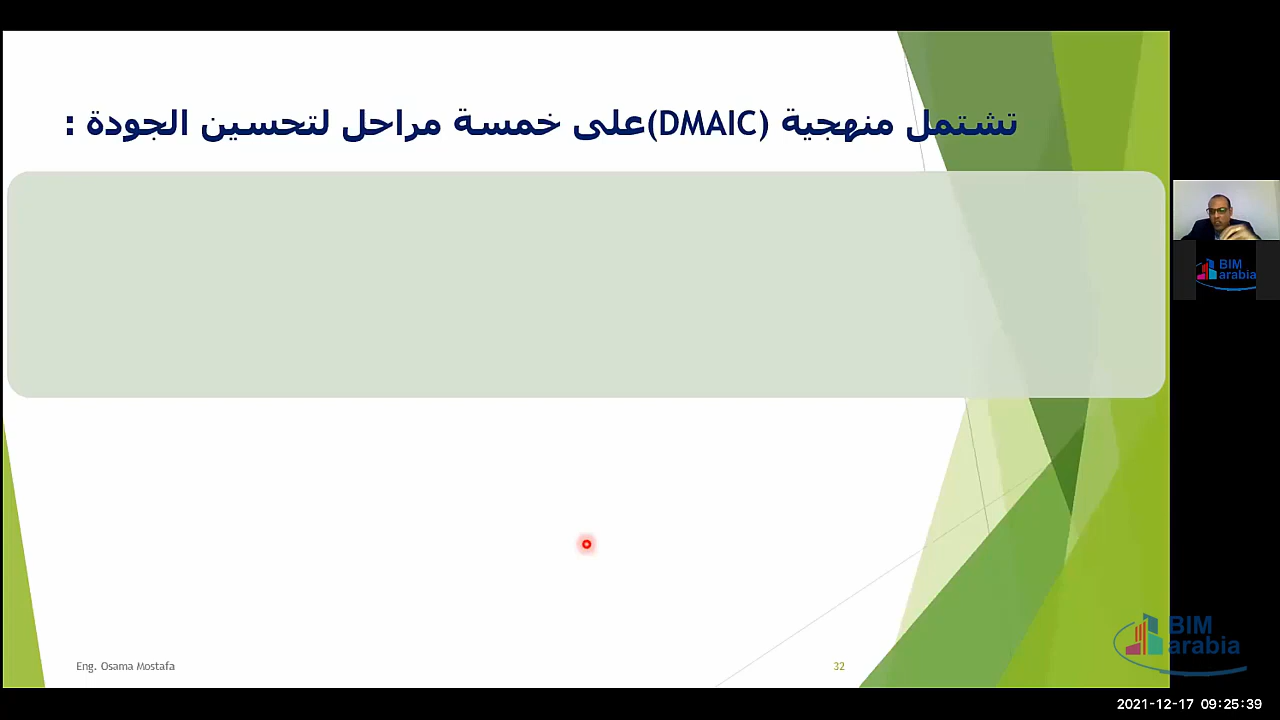 تشتمل منهجية (DMAIC)على خمسة مراحل لتحسين الجودة :
BIM
arabia
Eng. Osama Mostafa
32
BIM
arabia
2021-12-17 09:25:39